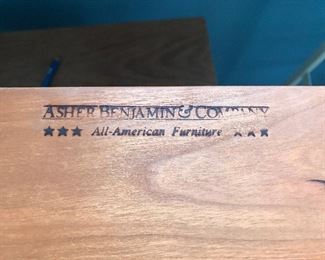 ASHER BENJAMIN & COMPANY
★★★ All-American Furniture ★★★